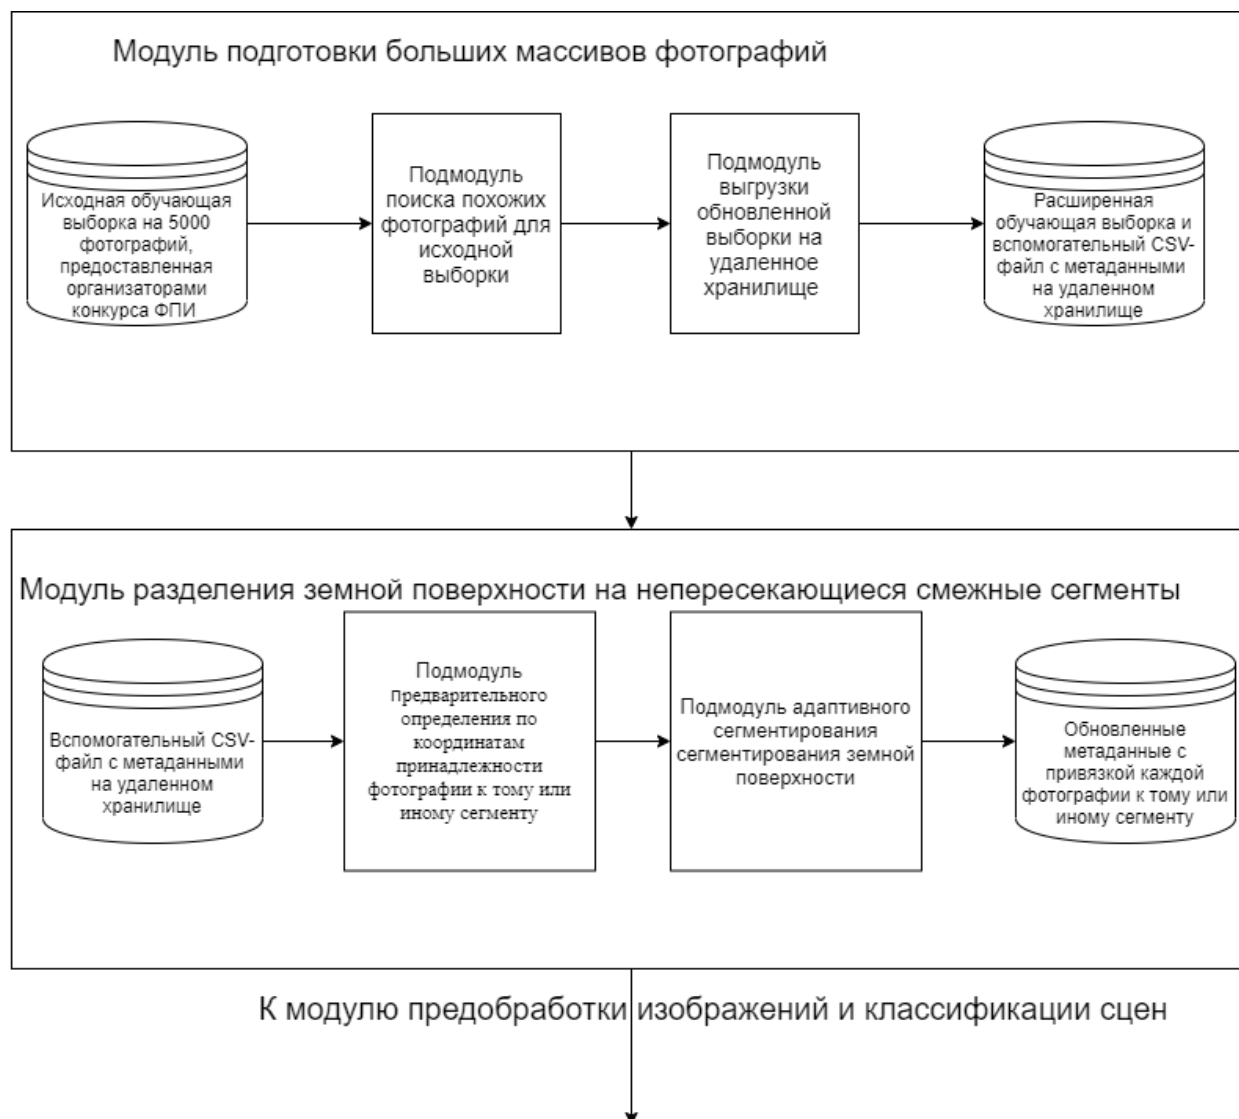 Модуль подготовки больших массивов фотографий
Исходная обучающая
выборка на 5000
фотографий,
предоставленная
организаторами
конкурса ФПИ
Подмодуль
поиска похожих
фотографий для
исходной
выборки
Подмодуль
выгрузки
обновленной
выборки на
удаленное
хранилище
Расширенная
обучающая выборка и
вспомогательный CSV-
файл с метаданными
на удаленном
хранилище
Модуль разделения земной поверхности на непересекающиеся смежные сегменты
Вспомогательный CSV-
файл с метаданными
на удаленном
хранилище
Подмодуль
предварительного
определения по
координатам
принадлежности
фотографии к тому или
иному сегменту
Подмодуль адаптивного
сегментирования
сегментирования земной
поверхности
Обновленные
метаданные с
привязкой каждой
фотографии к тому или
иному сегменту
К модулю предобработки изображений и классификации сцен